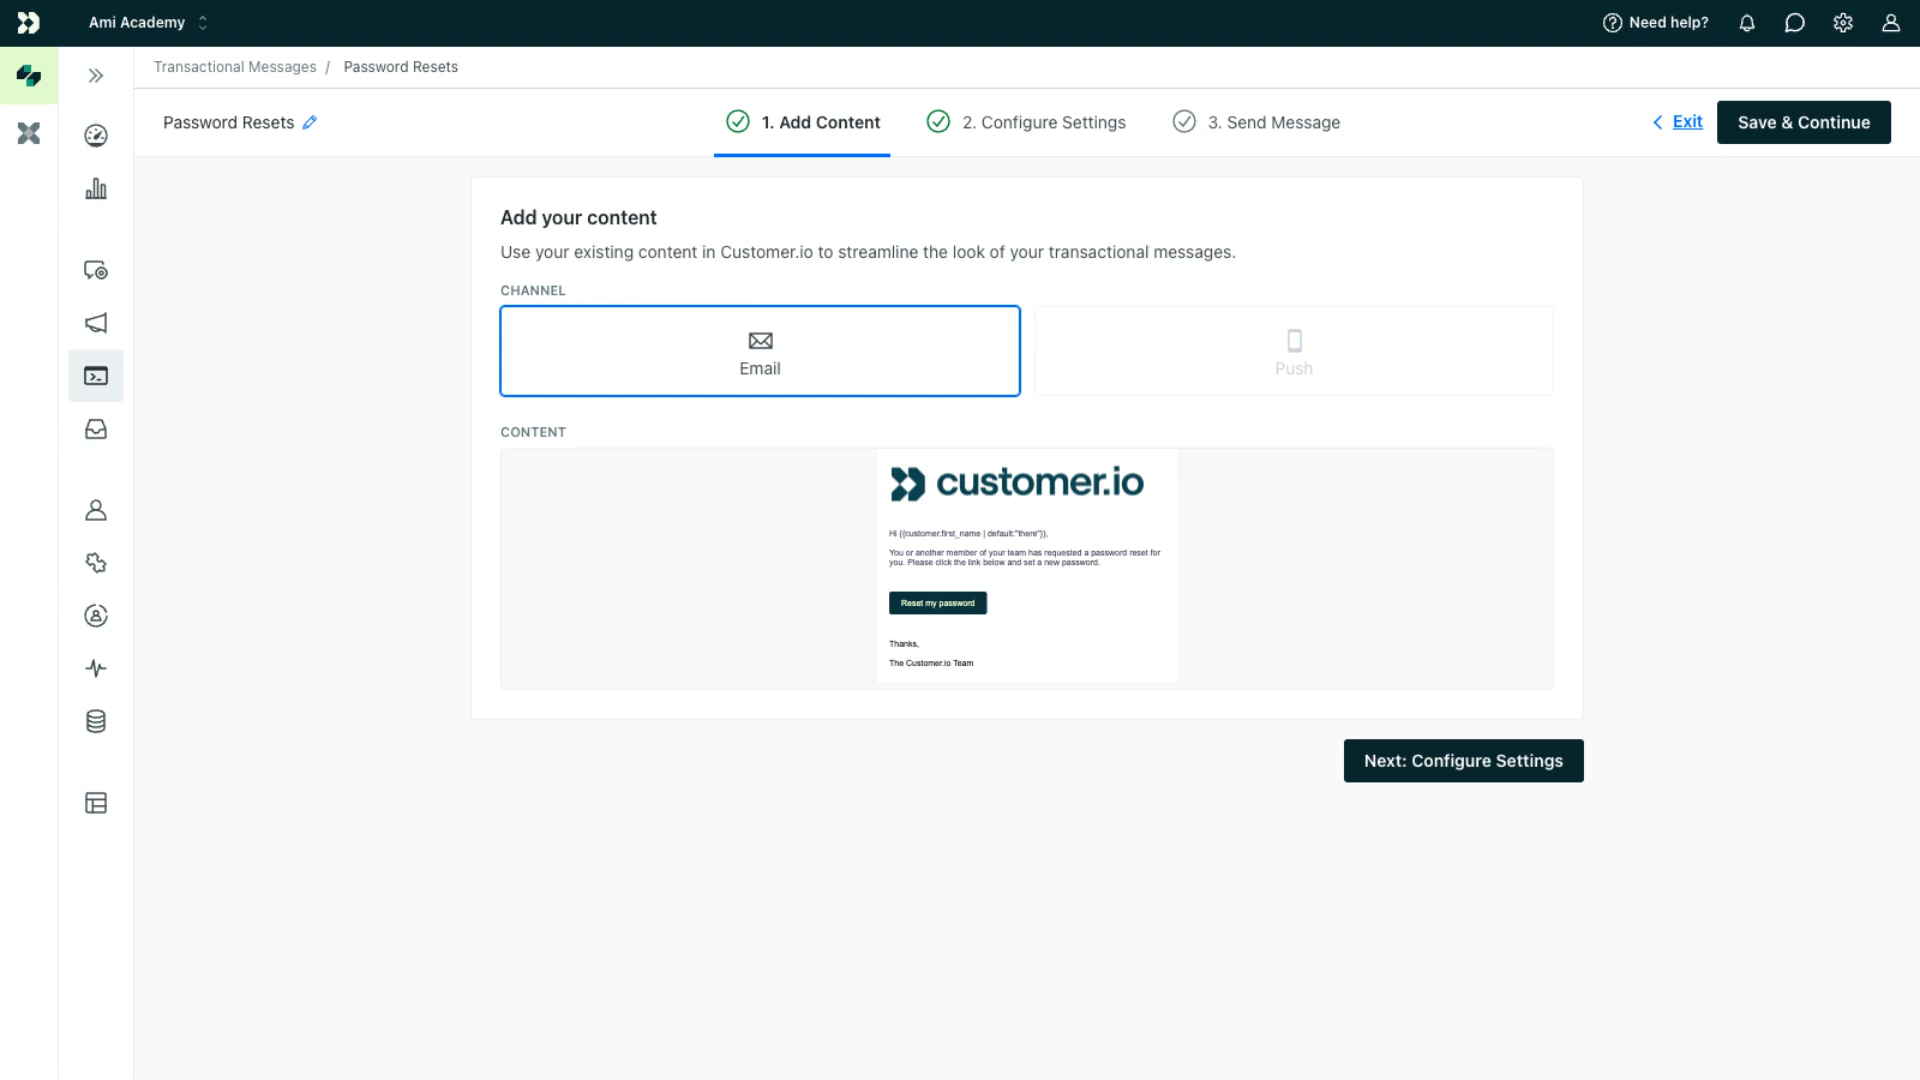 Ami Academy
Need help?
Transactional Messages / Password Resets
Password Resets
1. Add Content
2. Configure Settings
3. Send Message
Exit
Save & Continue
Add your content
Use your existing content in Customer.io to streamline the look of your transactional messages.
CHANNEL
Email
Push
CONTENT
customer.io
Hi {{customer.first_name | default:"there"}},
You or another member of your team has requested a password reset for
you. Please click the link below and set a new password.
Reset my password
Thanks,
The Customer.io Team
Next: Configure Settings